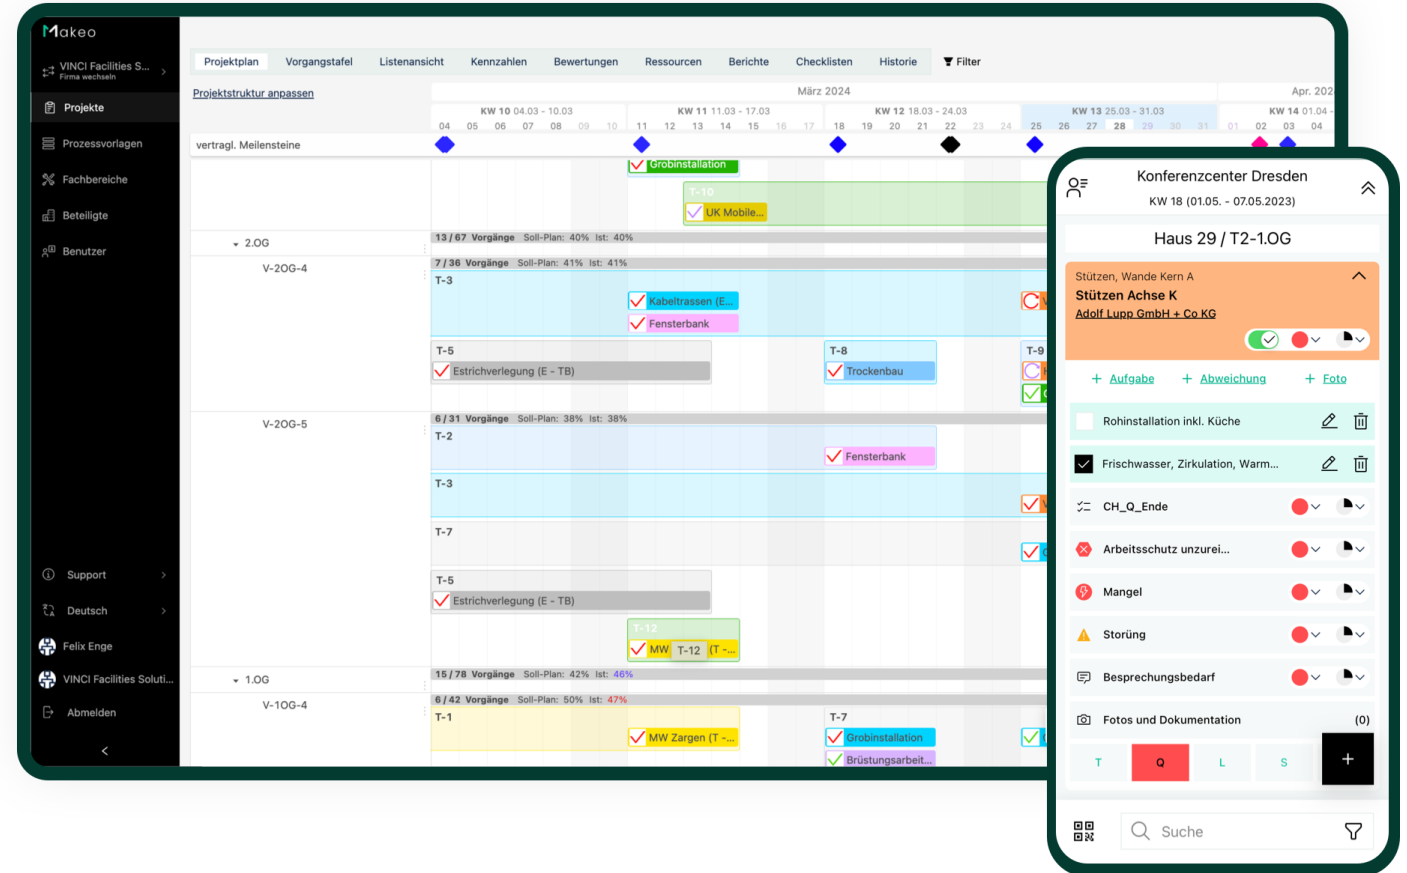 Makeo
VINCI Facilities S...
Firma wechseln
Projekte
Prozessvorlagen
Fachbereiche
Beteiligte
Benutzer
Support
Deutsch
Felix Enge
VINCI Facilities Soluti...
Abmelden
Projektplan Vorgangstafel Listenansicht Kennzahlen Bewertungen Ressourcen Berichte Checklisten Historie Filter
Projektstruktur anpassen
März 2024 Apr. 202
KW 10 04.03 - 10.03 KW 11 11.03 - 17.03 KW 12 18.03 - 24.03 KW 13 25.03 - 31.03 KW 14 01.04 -
04 05 06 07 08 09 10 11 12 13 14 15 16 17 18 19 20 21 22 23 24 25 26 27 28 29 30 31 01 02 03 04
vertragl. Meilensteine
Grobinstallation
T-10
UK Mobile...
2.OG
13 / 67 Vorgänge Soll-Plan: 40% Ist: 40%
V-2OG-4
7 / 36 Vorgänge Soll-Plan: 41% Ist: 41%
T-3
Kabeltrassen (E...
Fensterbank
T-5 T-8 T-9
Estrichverlegung (E - TB) Trockenbau
V-2OG-5
6 / 31 Vorgänge Soll-Plan: 38% Ist: 38%
T-2
Fensterbank
T-3
T-7
T-5
Estrichverlegung (E - TB)
T-12
MW T-12 (T -...
1.OG
15 / 78 Vorgänge Soll-Plan: 42% Ist: 46%
V-1OG-4
6 / 42 Vorgänge Soll-Plan: 50% Ist: 47%
T-1 T-7
MW Zargen (T -... Grobinstallation
Brüstungsarbeit...
Konferenzcenter Dresden
KW 18 (01.05. - 07.05.2023)
Haus 29 / T2-1.OG
Stützen, Wande Kern A
Stützen Achse K
Adolf Lupp GmbH + Co KG
+ Aufgabe + Abweichung + Foto
Rohinstallation inkl. Küche
Frischwasser, Zirkulation, Warm...
CH_Q_Ende
Arbeitsschutz unzurei...
Mangel
Storüng
Besprechungsbedarf
Fotos und Dokumentation (0)
T Q L S +
Suche